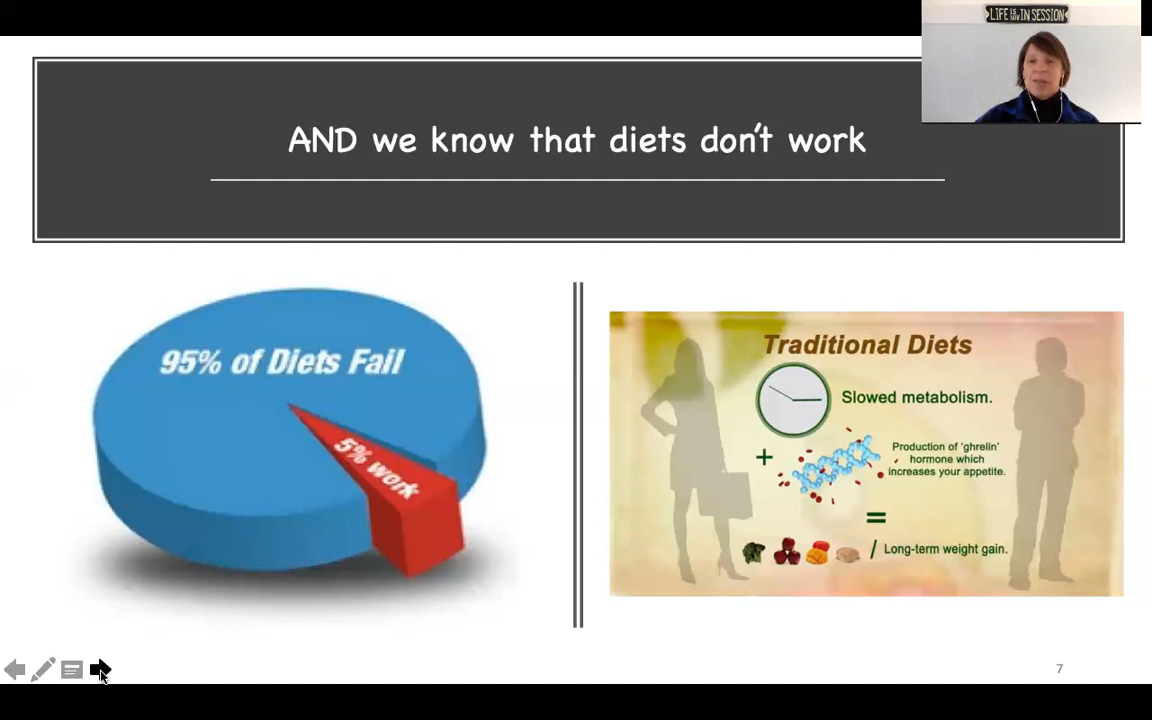 LIFE IS IN SESSION
AND we know that diets don't work
95% of Diets Fail
5% work
Traditional Diets
Slowed metabolism.
+
Production of 'ghrelin'
hormone which
increases your appetite.
=
/ Long-term weight gain.
7